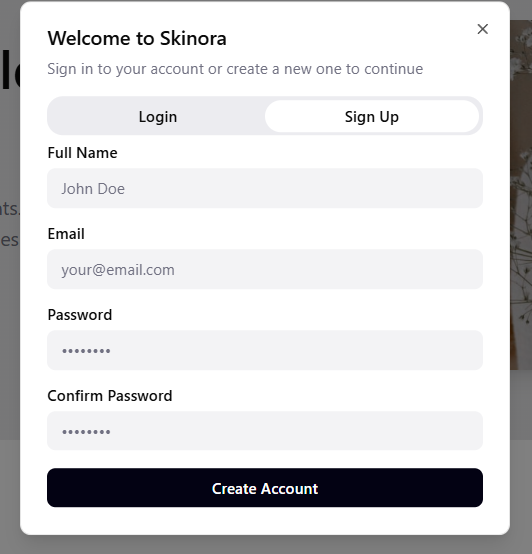 Welcome to Skinora
Sign in to your account or create a new one to continue
Login
Sign Up
Full Name
John Doe
Email
your@email.com
Password
••••••••
Confirm Password
••••••••
Create Account